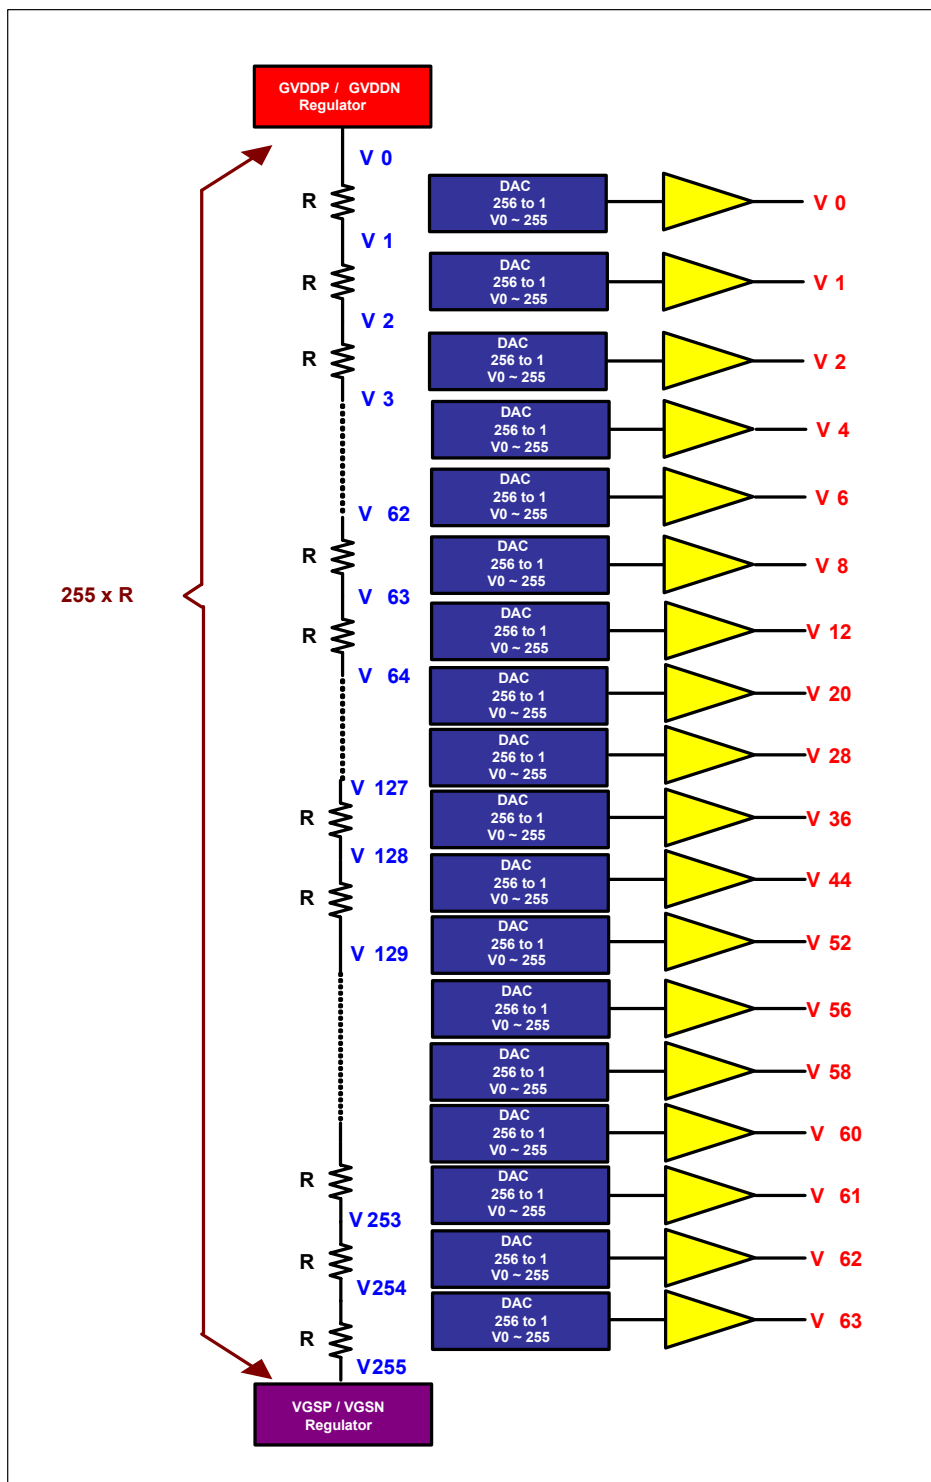 GVDDP / GVDDN
Regulator
V 0
R
V 1
R
V 2
R
V 3
V 62
R
V 63
R
V 64
V 127
R
V 128
R
V 129
R
V 253
R
V254
R
V255
VGSP / VGSN
Regulator
255 x R
DAC
256 to 1
V0 ~ 255
V 0
DAC
256 to 1
V0 ~ 255
V 1
DAC
256 to 1
V0 ~ 255
V 2
DAC
256 to 1
V0 ~ 255
V 4
DAC
256 to 1
V0 ~ 255
V 6
DAC
256 to 1
V0 ~ 255
V 8
DAC
256 to 1
V0 ~ 255
V 12
DAC
256 to 1
V0 ~ 255
V 20
DAC
256 to 1
V0 ~ 255
V 28
DAC
256 to 1
V0 ~ 255
V 36
DAC
256 to 1
V0 ~ 255
V 44
DAC
256 to 1
V0 ~ 255
V 52
DAC
256 to 1
V0 ~ 255
V 56
DAC
256 to 1
V0 ~ 255
V 58
DAC
256 to 1
V0 ~ 255
V 60
DAC
256 to 1
V0 ~ 255
V 61
DAC
256 to 1
V0 ~ 255
V 62
DAC
256 to 1
V0 ~ 255
V 63